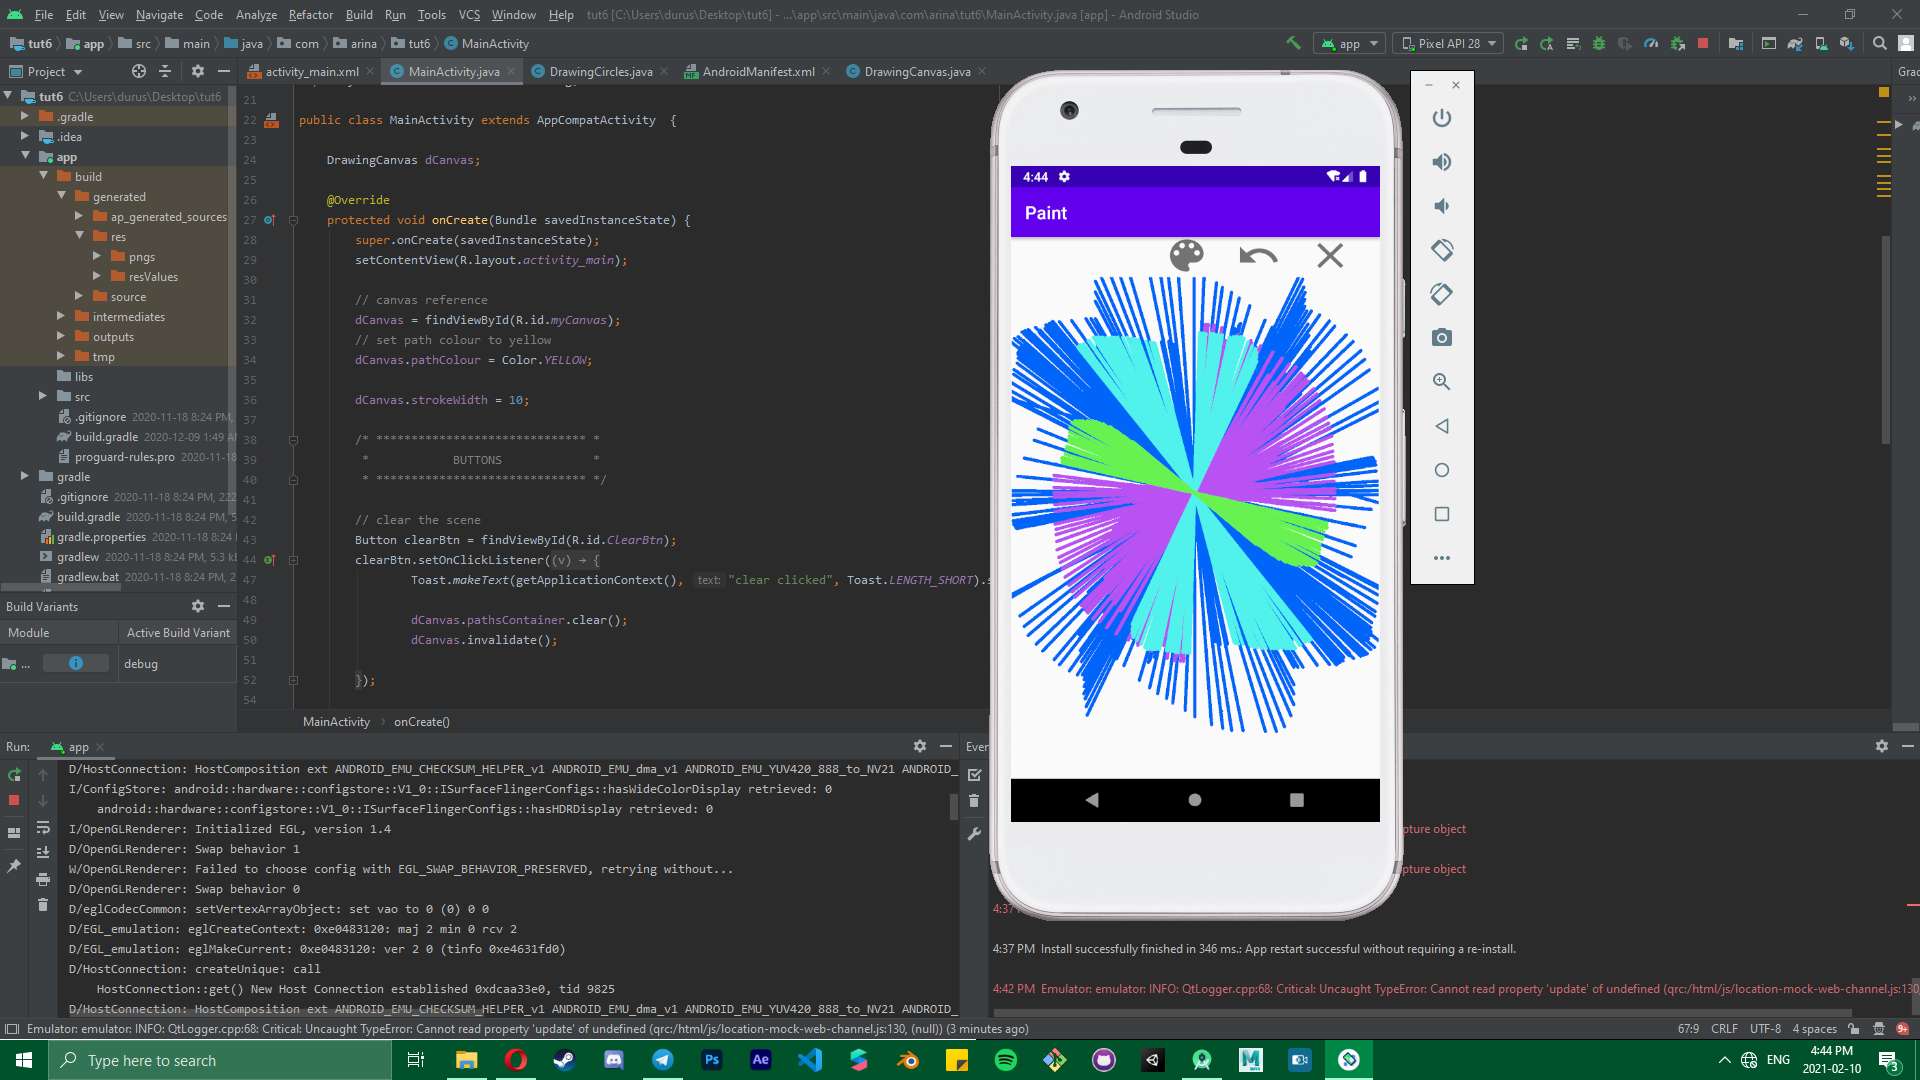 File Edit View Navigate Code Analyze Refactor Build Run Tools VCS Window Help tut6 [C:\Users\durus\Desktop\tut6] - ...\app\src\main\java\com\arina\tut6\MainActivity.java [app] - Android Studio
tut6 app src main java com arina tut6 MainActivity app Pixel API 28
Project activity_main.xml MainActivity.java DrawingCircles.java AndroidManifest.xml DrawingCanvas.java Grad
tut6 C:\Users\durus\Desktop\tut6
.gradle
.idea
app
build
generated
ap_generated_sources
res
pngs
resValues
source
intermediates
outputs
tmp
libs
src
.gitignore 2020-11-18 8:24 PM,
build.gradle 2020-12-09 1:49 A
proguard-rules.pro 2020-11-18
gradle
.gitignore 2020-11-18 8:24 PM, 222
build.gradle 2020-11-18 8:24 PM, 5
gradle.properties 2020-11-18 8:24
gradlew 2020-11-18 8:24 PM, 5.3 k
gradlew.bat 2020-11-18 8:24 PM, 2
Build Variants
Module Active Build Variant
... debug
21
22 public class MainActivity extends AppCompatActivity {
23
24 DrawingCanvas dCanvas;
25
26 @Override
27 protected void onCreate(Bundle savedInstanceState) {
28 super.onCreate(savedInstanceState);
29 setContentView(R.layout.activity_main);
30
31 // canvas reference
32 dCanvas = findViewById(R.id.myCanvas);
33 // set path colour to yellow
34 dCanvas.pathColour = Color.YELLOW;
35
36 dCanvas.strokeWidth = 10;
37
38 /* ****************************** *
39 * BUTTONS *
40 * ****************************** */
41
42 // clear the scene
43 Button clearBtn = findViewById(R.id.ClearBtn);
44 clearBtn.setOnClickListener((v) → {
47 Toast.makeText(getApplicationContext(), text: "clear clicked", Toast.LENGTH_SHORT).s
48
49 dCanvas.pathsContainer.clear();
50 dCanvas.invalidate();
51
52 });
54
MainActivity onCreate()
4:44
Paint
Run: app
D/HostConnection: HostComposition ext ANDROID_EMU_CHECKSUM_HELPER_v1 ANDROID_EMU_dma_v1 ANDROID_EMU_YUV420_888_to_NV21 ANDROID_
I/ConfigStore: android::hardware::configstore::V1_0::ISurfaceFlingerConfigs::hasWideColorDisplay retrieved: 0
android::hardware::configstore::V1_0::ISurfaceFlingerConfigs::hasHDRDisplay retrieved: 0
I/OpenGLRenderer: Initialized EGL, version 1.4
D/OpenGLRenderer: Swap behavior 1
W/OpenGLRenderer: Failed to choose config with EGL_SWAP_BEHAVIOR_PRESERVED, retrying without...
D/OpenGLRenderer: Swap behavior 0
D/eglCodecCommon: setVertexArrayObject: set vao to 0 (0) 0 0
D/EGL_emulation: eglCreateContext: 0xe0483120: maj 2 min 0 rcv 2
D/EGL_emulation: eglMakeCurrent: 0xe0483120: ver 2 0 (tinfo 0xe4631fd0)
D/HostConnection: createUnique: call
HostConnection::get() New Host Connection established 0xdcaa33e0, tid 9825
D/HostConnection: HostComposition ext ANDROID_EMU_CHECKSUM_HELPER_v1 ANDROID_EMU_dma_v1 ANDROID_EMU_YUV420_888_to_NV21 ANDROID_
Even
pture object
pture object
4:37
4:37 PM Install successfully finished in 346 ms.: App restart successful without requiring a re-install.
4:42 PM Emulator: emulator: INFO: QtLogger.cpp:68: Critical: Uncaught TypeError: Cannot read property 'update' of undefined (qrc:/html/js/location-mock-web-channel.js:130
Emulator: emulator: INFO: QtLogger.cpp:68: Critical: Uncaught TypeError: Cannot read property 'update' of undefined (qrc:/html/js/location-mock-web-channel.js:130, (null)) (3 minutes ago) 67:9 CRLF UTF-8 4 spaces 9+
Type here to search Ps Ae ENG 4:44 PM 3
2021-02-10